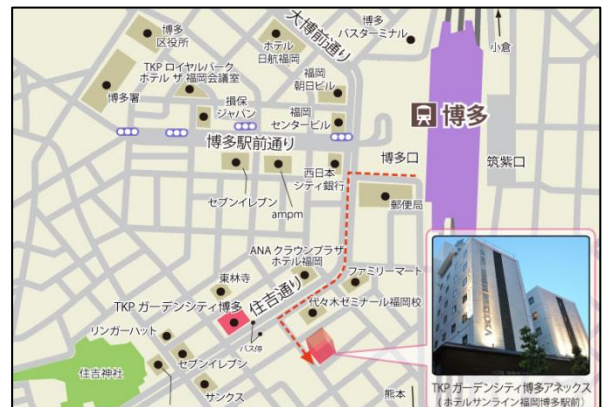 大博前通り
博多
区役所
ホテル
日航福岡
博多
バスターミナル
小倉
TKP ロイヤルパーク
ホテル ザ 福岡会議室
福岡
朝日ビル
博多署
損保
ジャパン
福岡
センタービル
博多
博多駅前通り
博多口
筑紫口
西日本
シティ銀行
セブンイレブン
ampm
郵便局
ANA クラウンプラザ
ホテル福岡
ファミリーマート
東林寺
住吉通り
代々木ゼミナール福岡校
TKP ガーデンシティ博多
バス停
リンガーハット
セブンイレブン
住吉神社
サンクス
熊本
TKP ガーデンシティ博多アネックス
(ホテルサンライン福岡博多駅前)